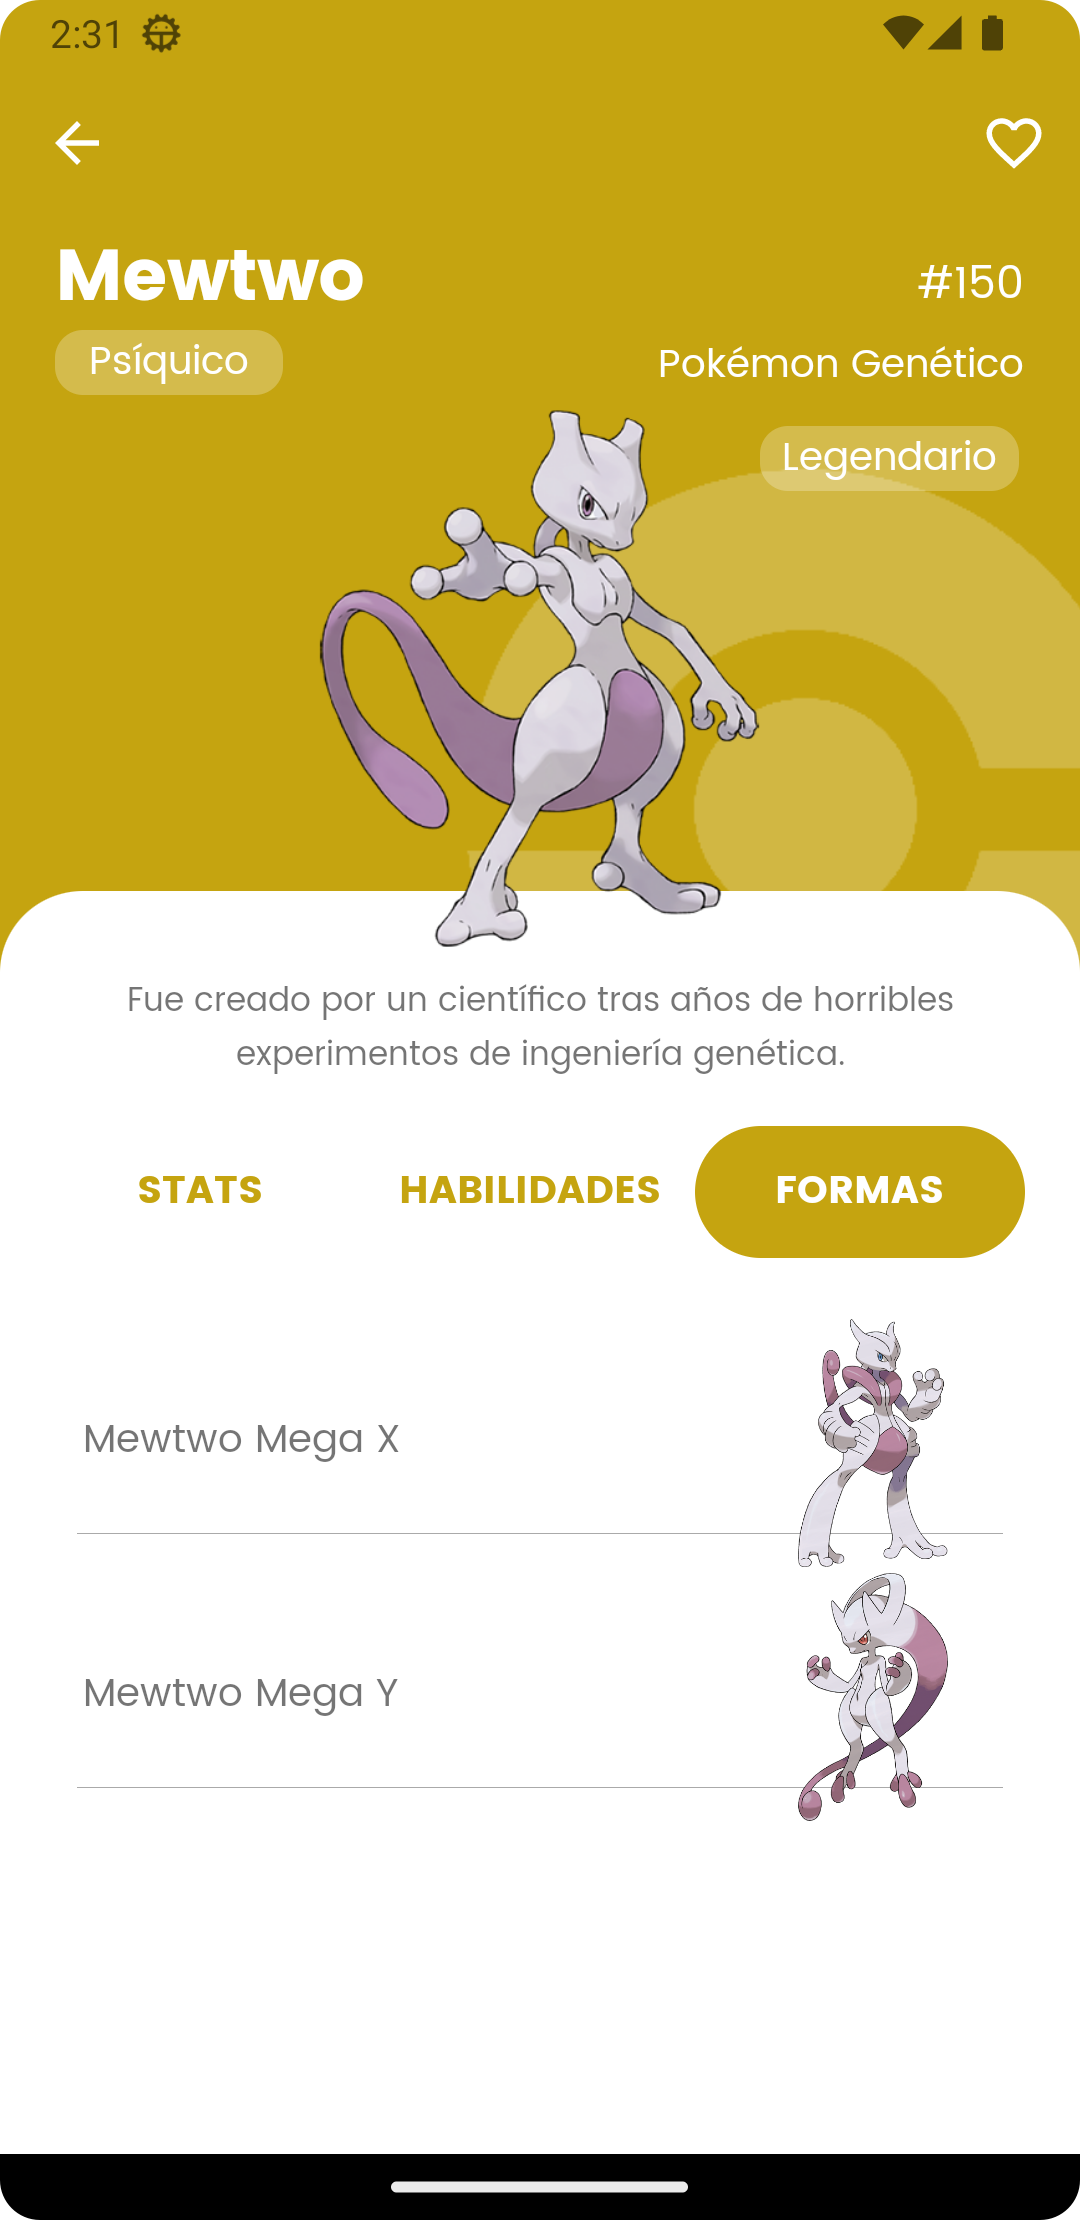 2:31
Mewtwo
#150
Psíquico
Pokémon Genético
Legendario
Fue creado por un científico tras años de horribles
experimentos de ingeniería genética.
STATS
HABILIDADES
FORMAS
Mewtwo Mega X
Mewtwo Mega Y